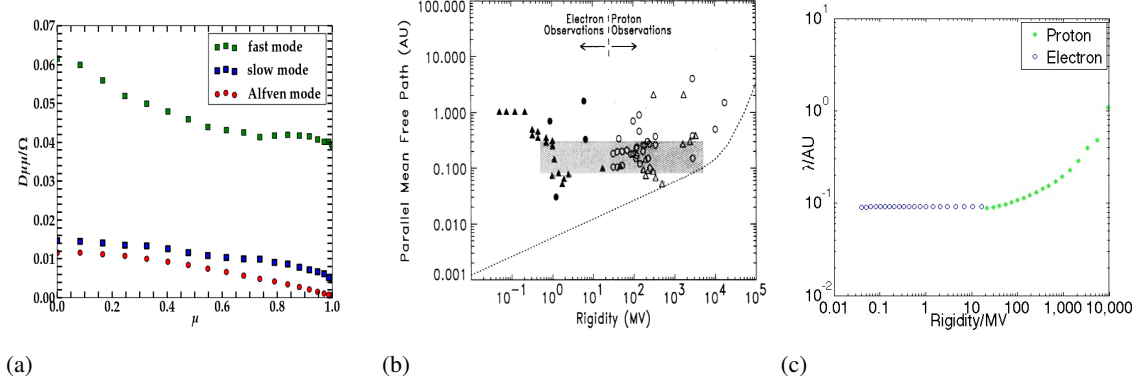 0.07
0.06
0.05
0.04
0.03
0.02
0.01
0.00
0.0 0.2 0.4 0.6 0.8 1.0
Dμμ/Ω
μ
fast mode
slow mode
Alfven mode
(a)
100.000
10.000
1.000
0.100
0.010
0.001
Parallel Mean Free Path (AU)
Electron Proton
Observations Observations
10⁻¹ 10⁰ 10¹ 10² 10³ 10⁴ 10⁵
Rigidity (MV)
(b)
10¹
10⁰
10⁻¹
10⁻²
λ/AU
Proton
Electron
0.1 1 10 100 1,000 10,000
Rigidity/MV
(c)